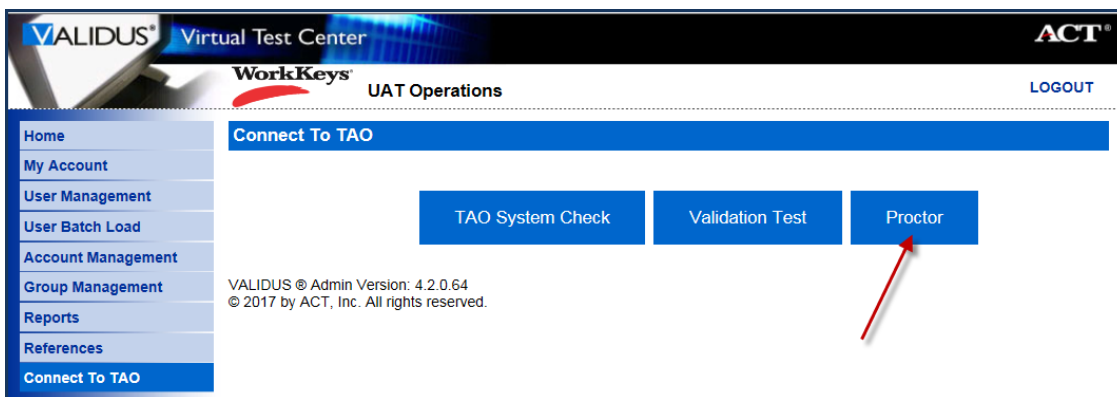 VALIDUS® Virtual Test Center
ACT®
WorkKeys®
UAT Operations
LOGOUT
Home
My Account
User Management
User Batch Load
Account Management
Group Management
Reports
References
Connect To TAO
Connect To TAO
TAO System Check
Validation Test
Proctor
VALIDUS ® Admin Version: 4.2.0.64
© 2017 by ACT, Inc. All rights reserved.